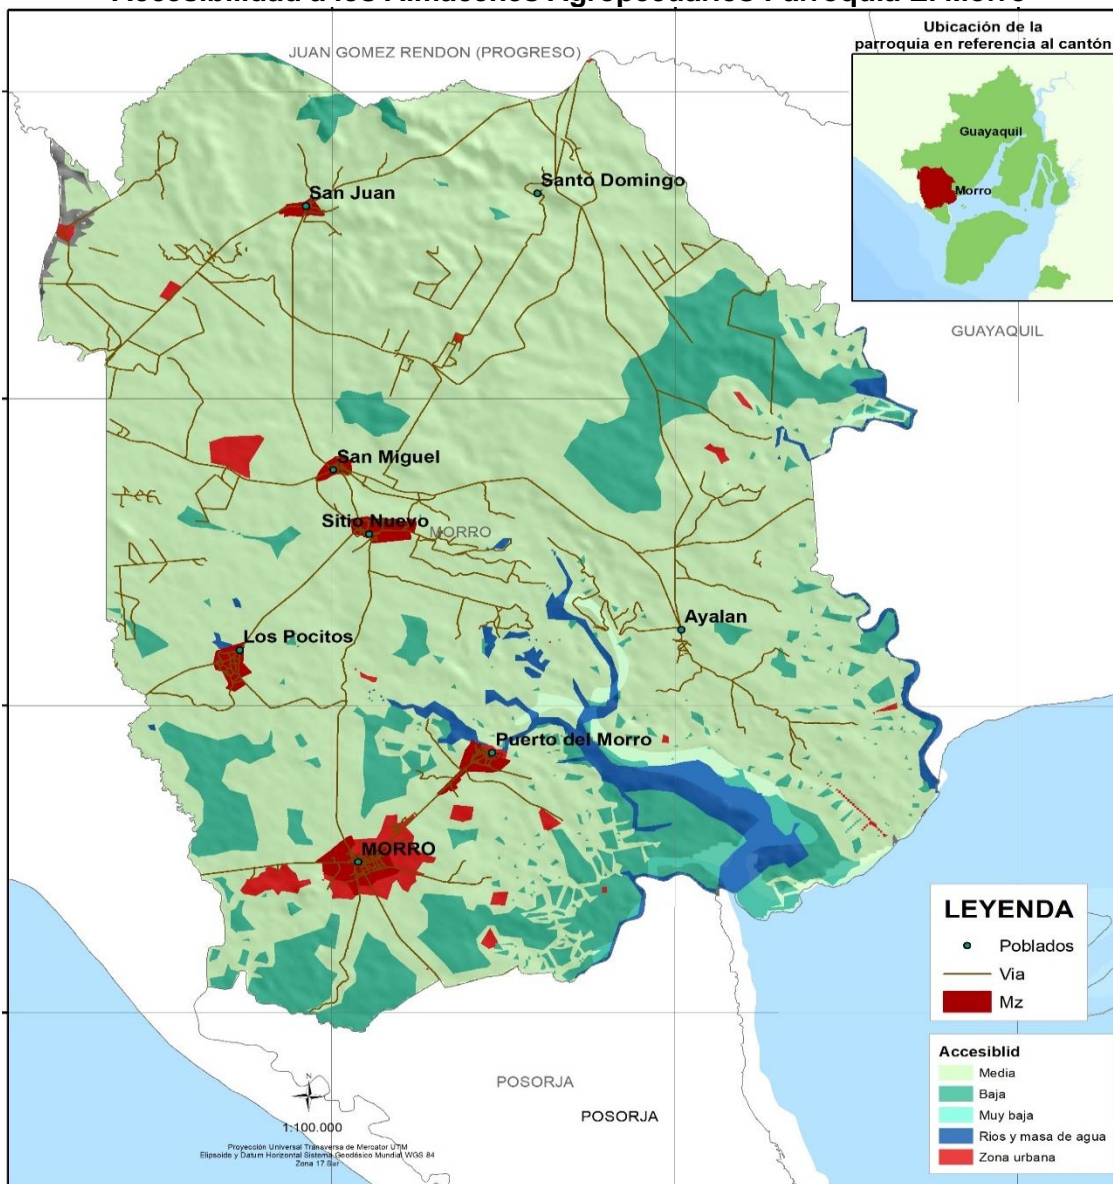 Accesibilidad a los Almacenes Agropecuarios Parroquia El Morro
Ubicación de la
parroquia en referencia al cantón
JUAN GOMEZ RENDON (PROGRESO)
Guayaquil
Morro
Santo Domingo
San Juan
GUAYAQUIL
San Miguel
Sitio Nuevo
MORRO
Ayalan
Los Pocitos
Puerto del Morro
MORRO
LEYENDA
Poblados
Via
Mz
Accesiblid
Media
Baja
Muy baja
Rios y masa de agua
Zona urbana
POSORJA
POSORJA
N
1:100.000
Proyección Universal Transversa de Mercator UTM
Elipsoide y Datum Horizontal Sistema Geodésico Mundial WGS 84
Zona 17 Sur